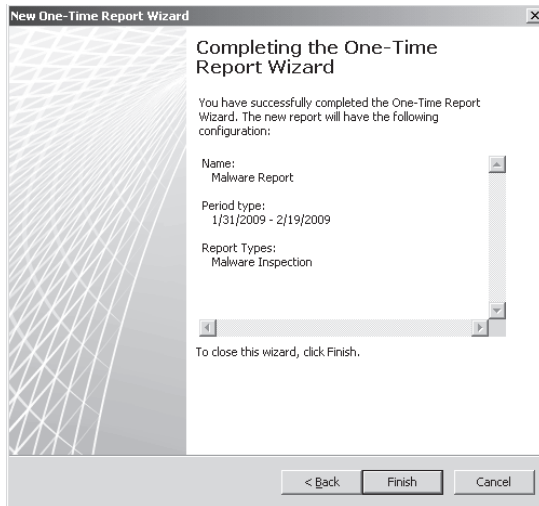 New One-Time Report Wizard
Completing the One-Time
Report Wizard
You have successfully completed the One-Time Report
Wizard. The new report will have the following
configuration:
Name:
Malware Report
Period type:
1/31/2009 - 2/19/2009
Report Types:
Malware Inspection
To close this wizard, click Finish.
< Back
Finish
Cancel